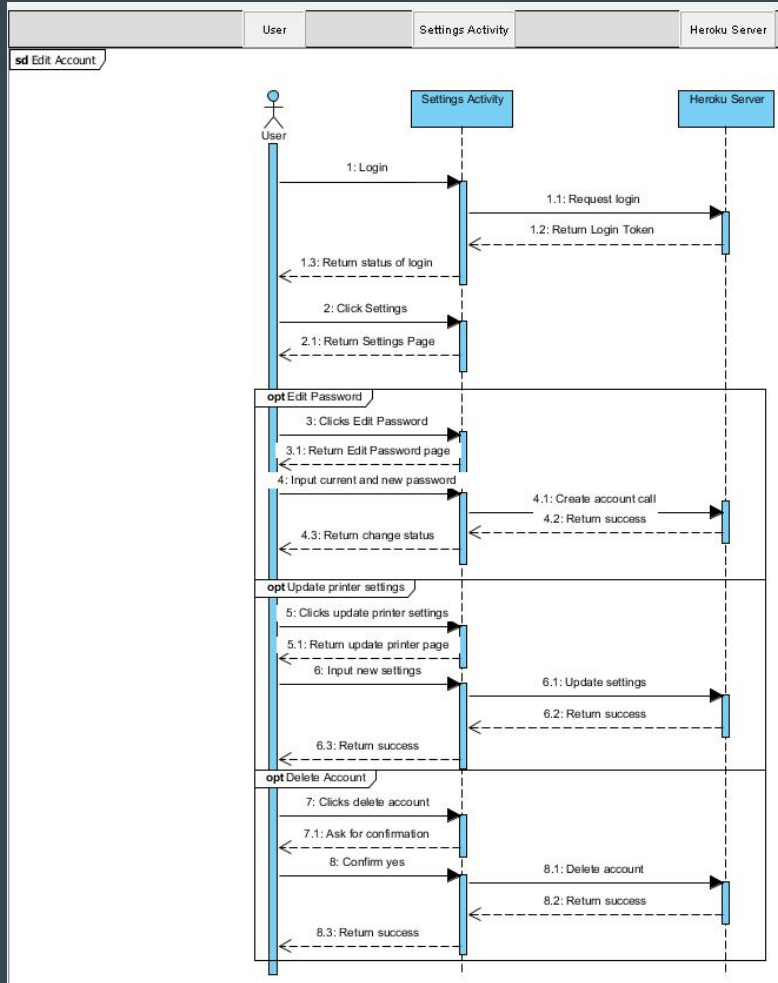 User Settings Activity Heroku Server
sd Edit Account
Settings Activity Heroku Server
User
1: Login
1.1: Request login
1.2: Return Login Token
1.3: Return status of login
2: Click Settings
2.1: Return Settings Page
opt Edit Password
3: Clicks Edit Password
3.1: Return Edit Password page
4: Input current and new password
4.1: Create account call
4.2: Return success
4.3: Return change status
opt Update printer settings
5: Clicks update printer settings
5.1: Return update printer page
6: Input new settings
6.1: Update settings
6.2: Return success
6.3: Return success
opt Delete Account
7: Clicks delete account
7.1: Ask for confirmation
8: Confirm yes
8.1: Delete account
8.2: Return success
8.3: Return success